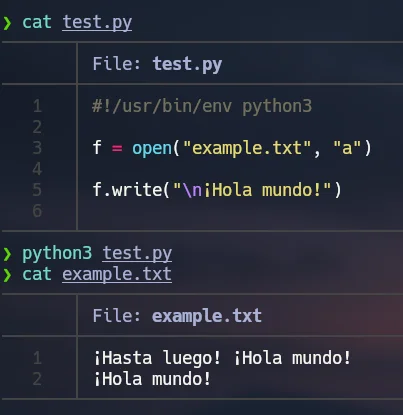 ❯ cat test.py
File: test.py
1 #!/usr/bin/env python3
2
3 f = open("example.txt", "a")
4
5 f.write("\n¡Hola mundo!")
6
❯ python3 test.py
❯ cat example.txt
File: example.txt
1 ¡Hasta luego! ¡Hola mundo!
2 ¡Hola mundo!